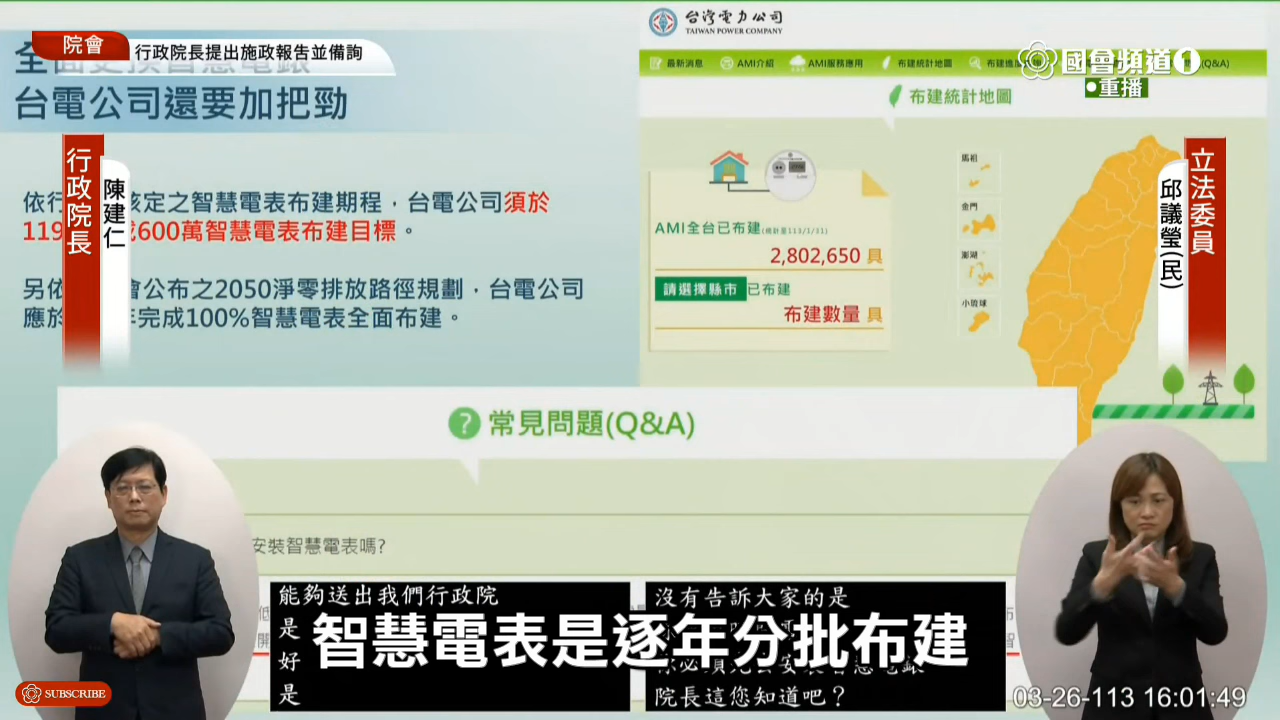 院會
行政院長提出施政報告並備詢
台電公司還要加把勁
行政院長
陳建仁
核定之智慧電表布建期程，台電公司須於
119
600萬智慧電表布建目標。
公布之2050淨零排放路徑規劃，台電公司
完成100%智慧電表全面布建。
台灣電力公司
TAIWAN POWER COMPANY
最新消息
AMI介紹
AMI服務應用
布建統計地圖
(Q&A)
國會頻道1
重播
布建統計地圖
AMI全台已布建(統計至113/1/31)
2,802,650 具
請選擇縣市 已布建
布建數量 具
馬祖
金門
澎湖
小琉球
立法委員
邱議瑩(民)
? 常見問題(Q&A)
安裝智慧電表嗎?
能夠送出我們行政院
是
好
是
沒有告訴大家的是
院長這您知道吧？
智慧電表是逐年分批布建
SUBSCRIBE
03-26-113 16:01:49